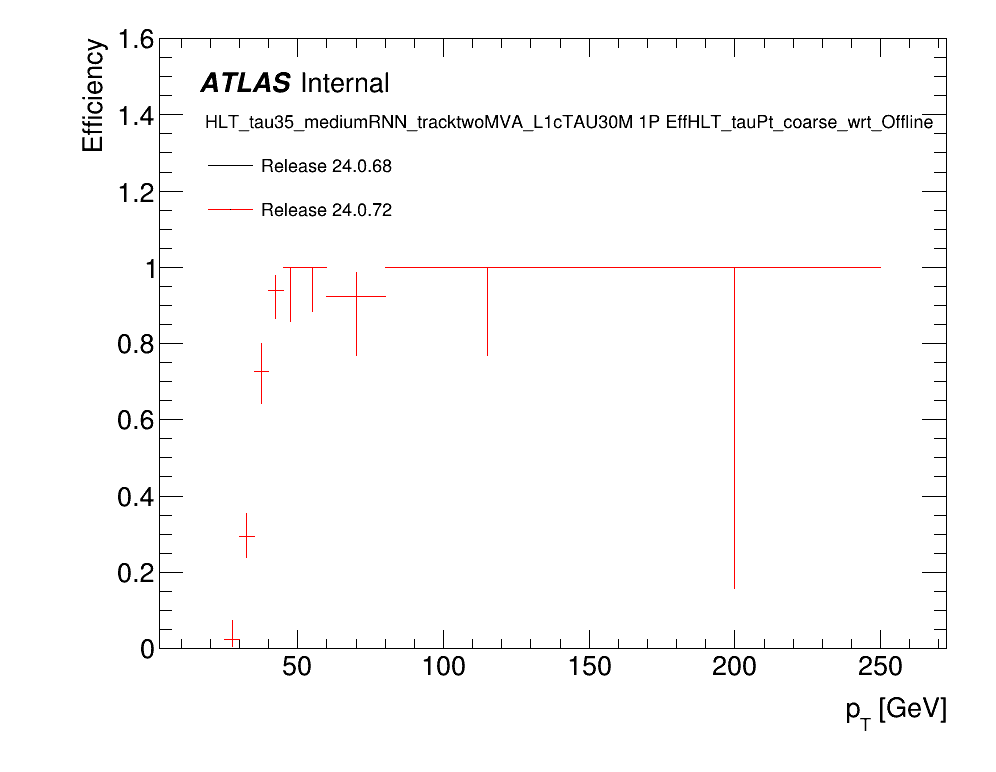 1.6
1.4
1.2
1
0.8
0.6
0.4
0.2
0
Efficiency
ATLAS Internal
HLT_tau35_mediumRNN_tracktwoMVA_L1cTAU30M 1P EffHLT_tauPt_coarse_wrt_Offline
Release 24.0.68
Release 24.0.72
50 100 150 200 250
p_T [GeV]